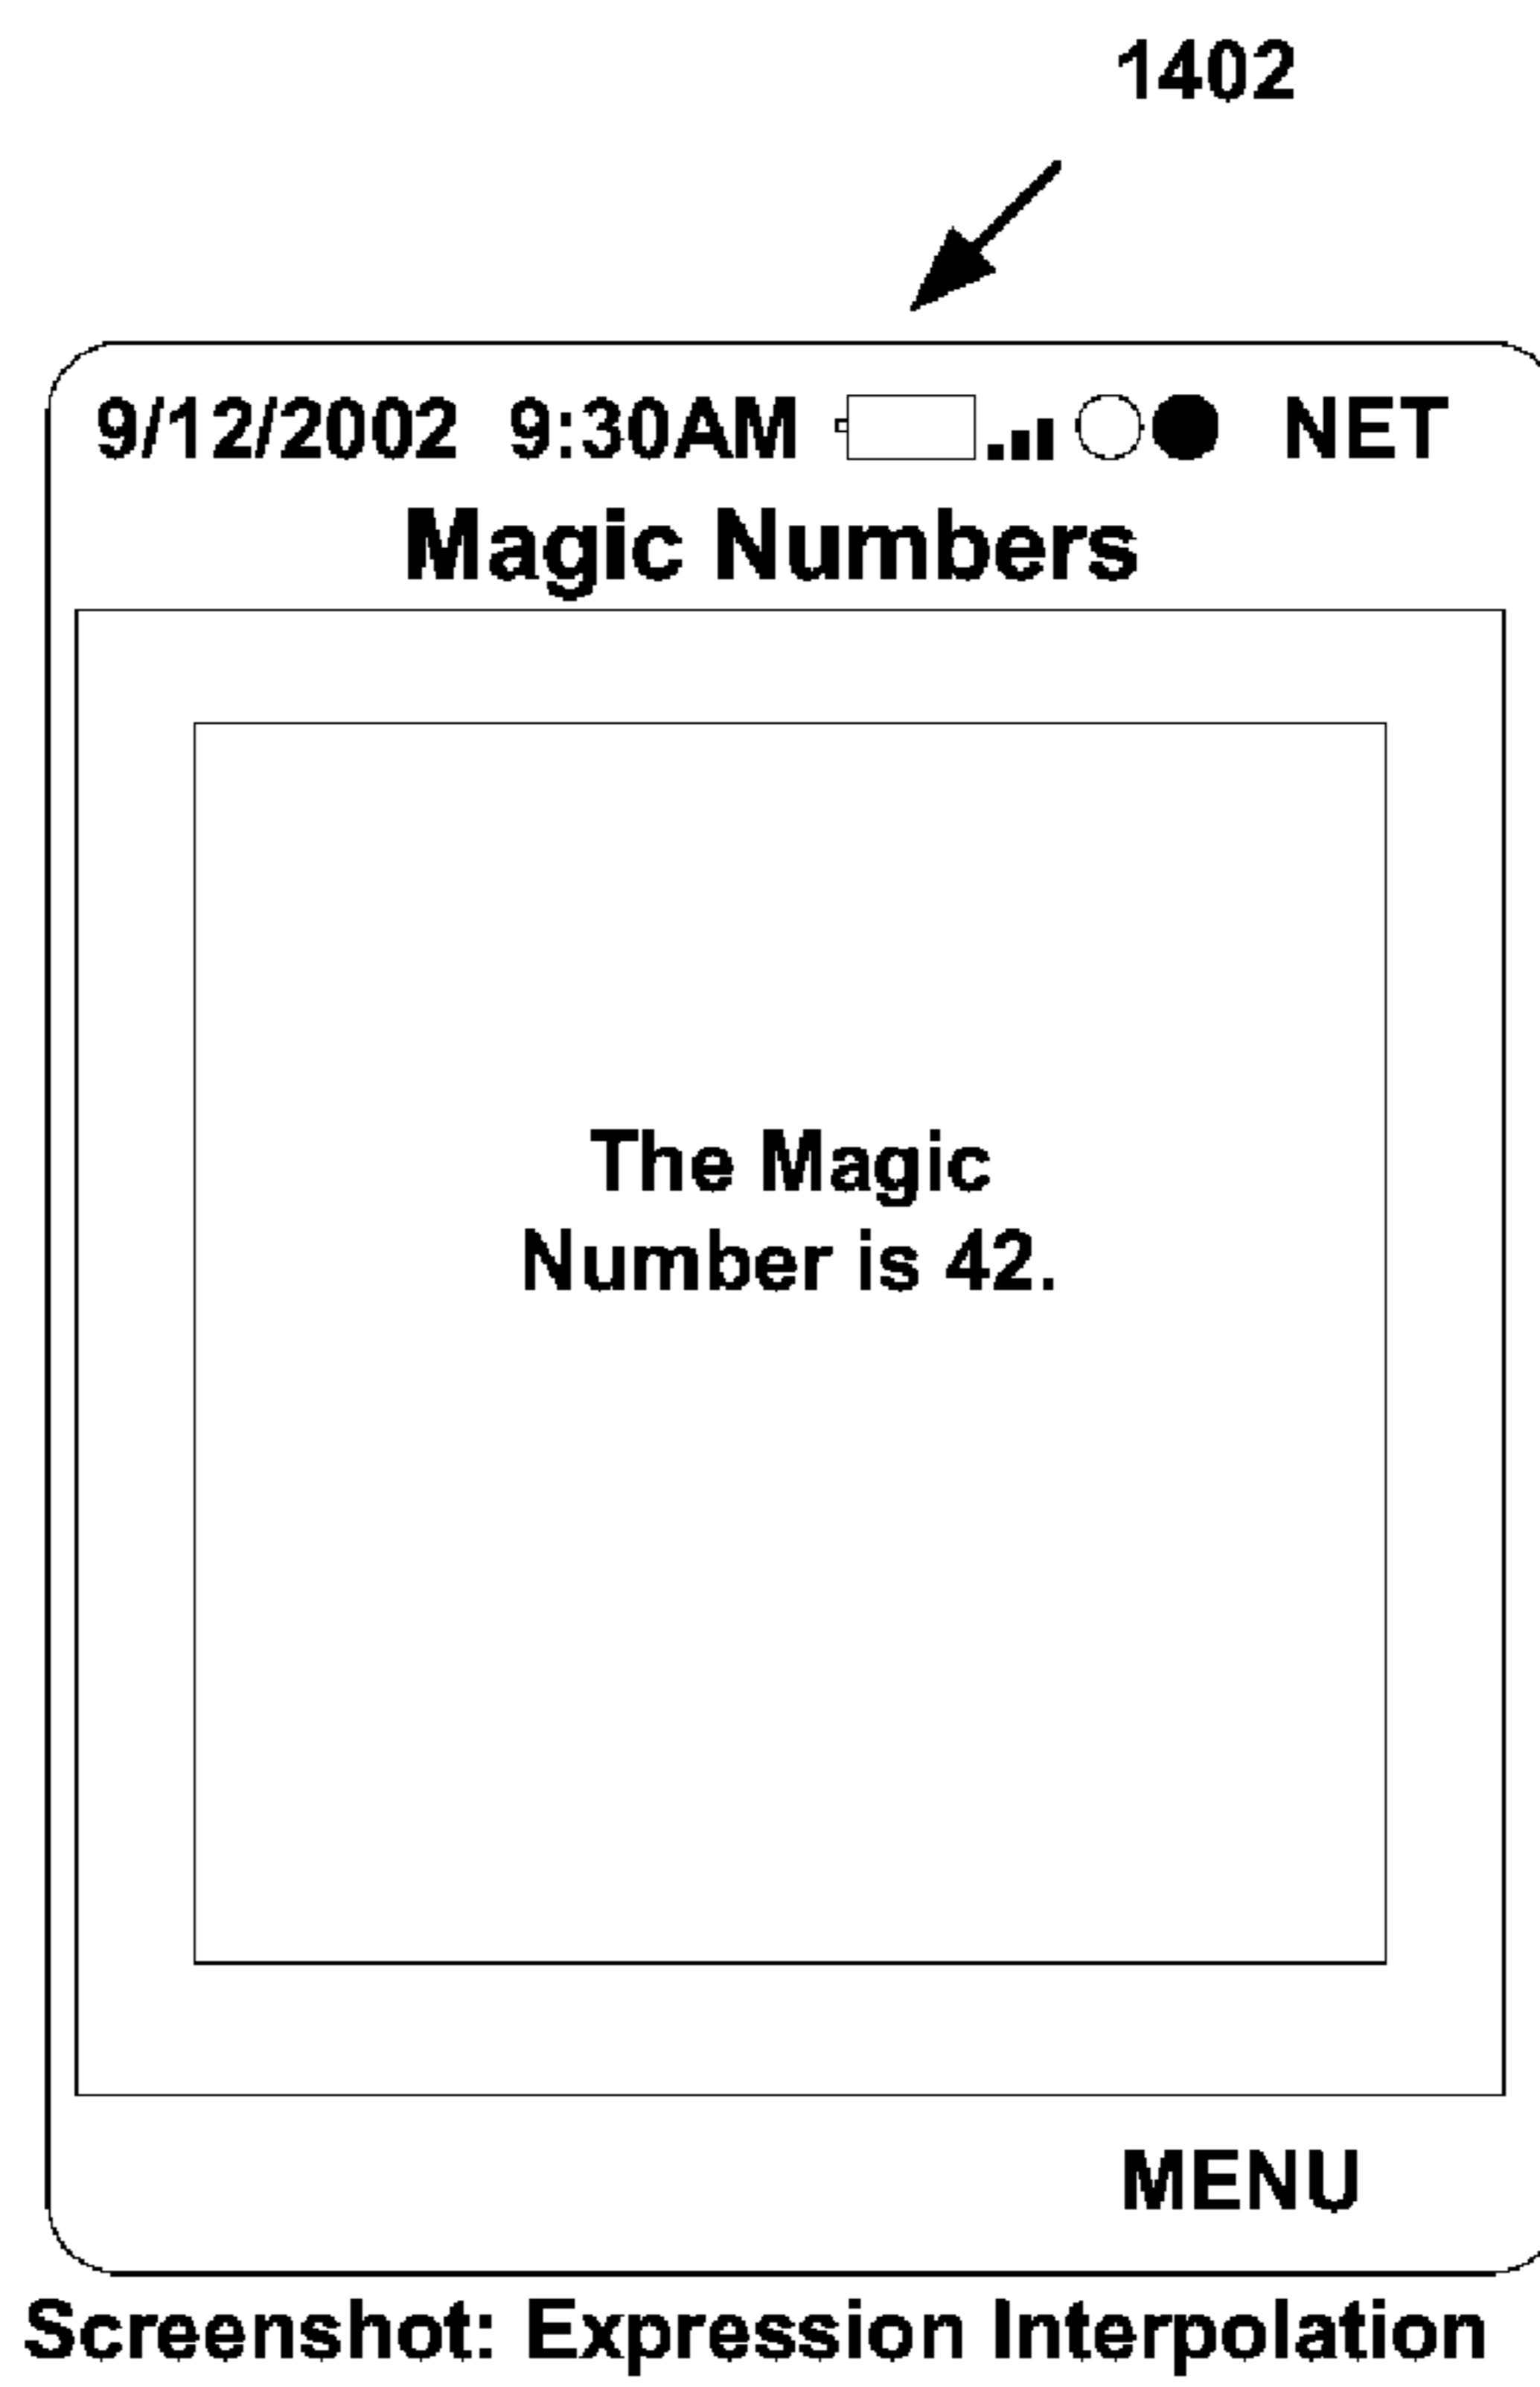 1402
9/12/2002 9:30AM NET
Magic Numbers
The Magic
Number is 42.
MENU
Screenshot: Expression Interpolation